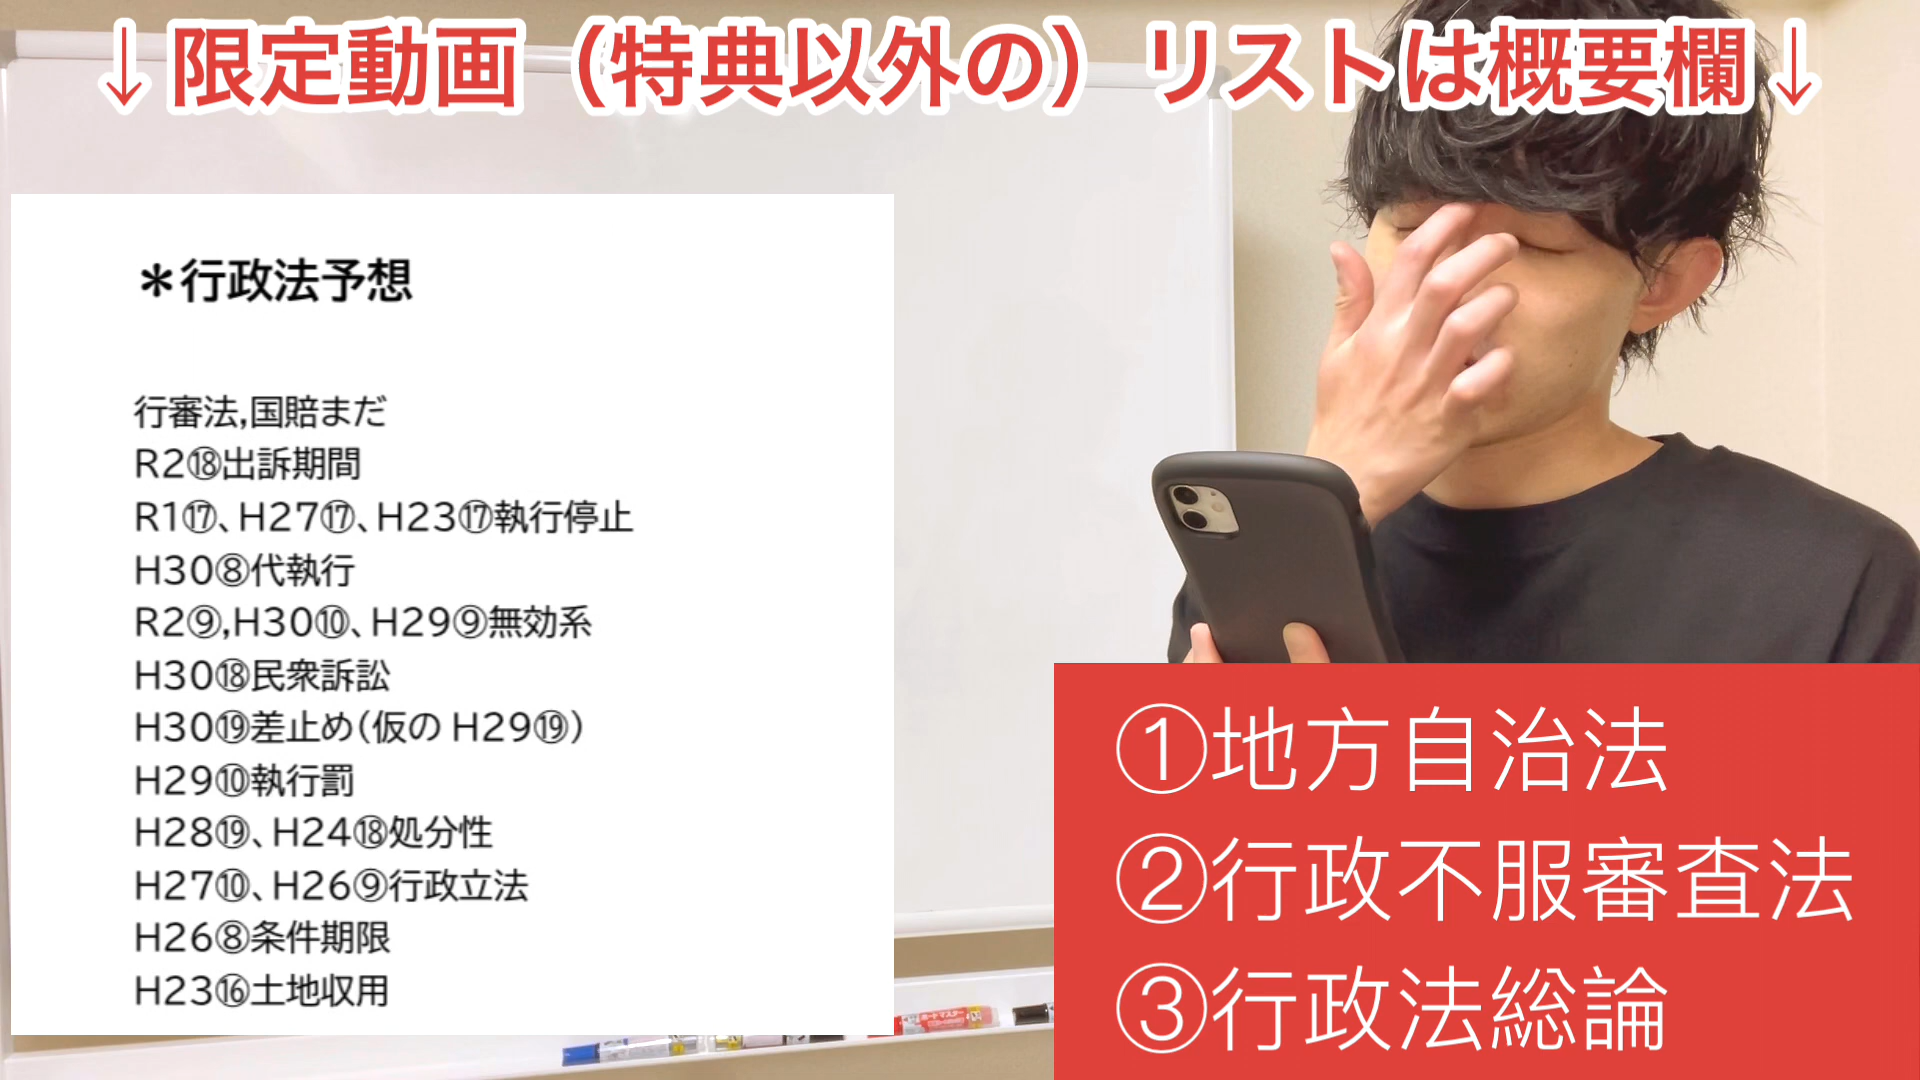 ↓限定動画（特典以外の）リストは概要欄↓
＊行政法予想
行審法,国賠まだ
R2⑱出訴期間
R1⑰、H27⑰、H23⑰執行停止
H30⑧代執行
R2⑨,H30⑩、H29⑨無効系
H30⑱民衆訴訟
H30⑲差止め（仮の H29⑲）
H29⑩執行罰
H28⑲、H24⑱処分性
H27⑩、H26⑨行政立法
H26⑧条件期限
H23⑯土地収用
①地方自治法
②行政不服審査法
③行政法総論